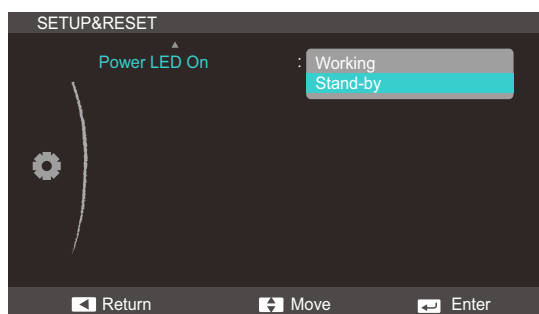 SETUP&RESET
Power LED On : Working
Stand-by
Return Move Enter